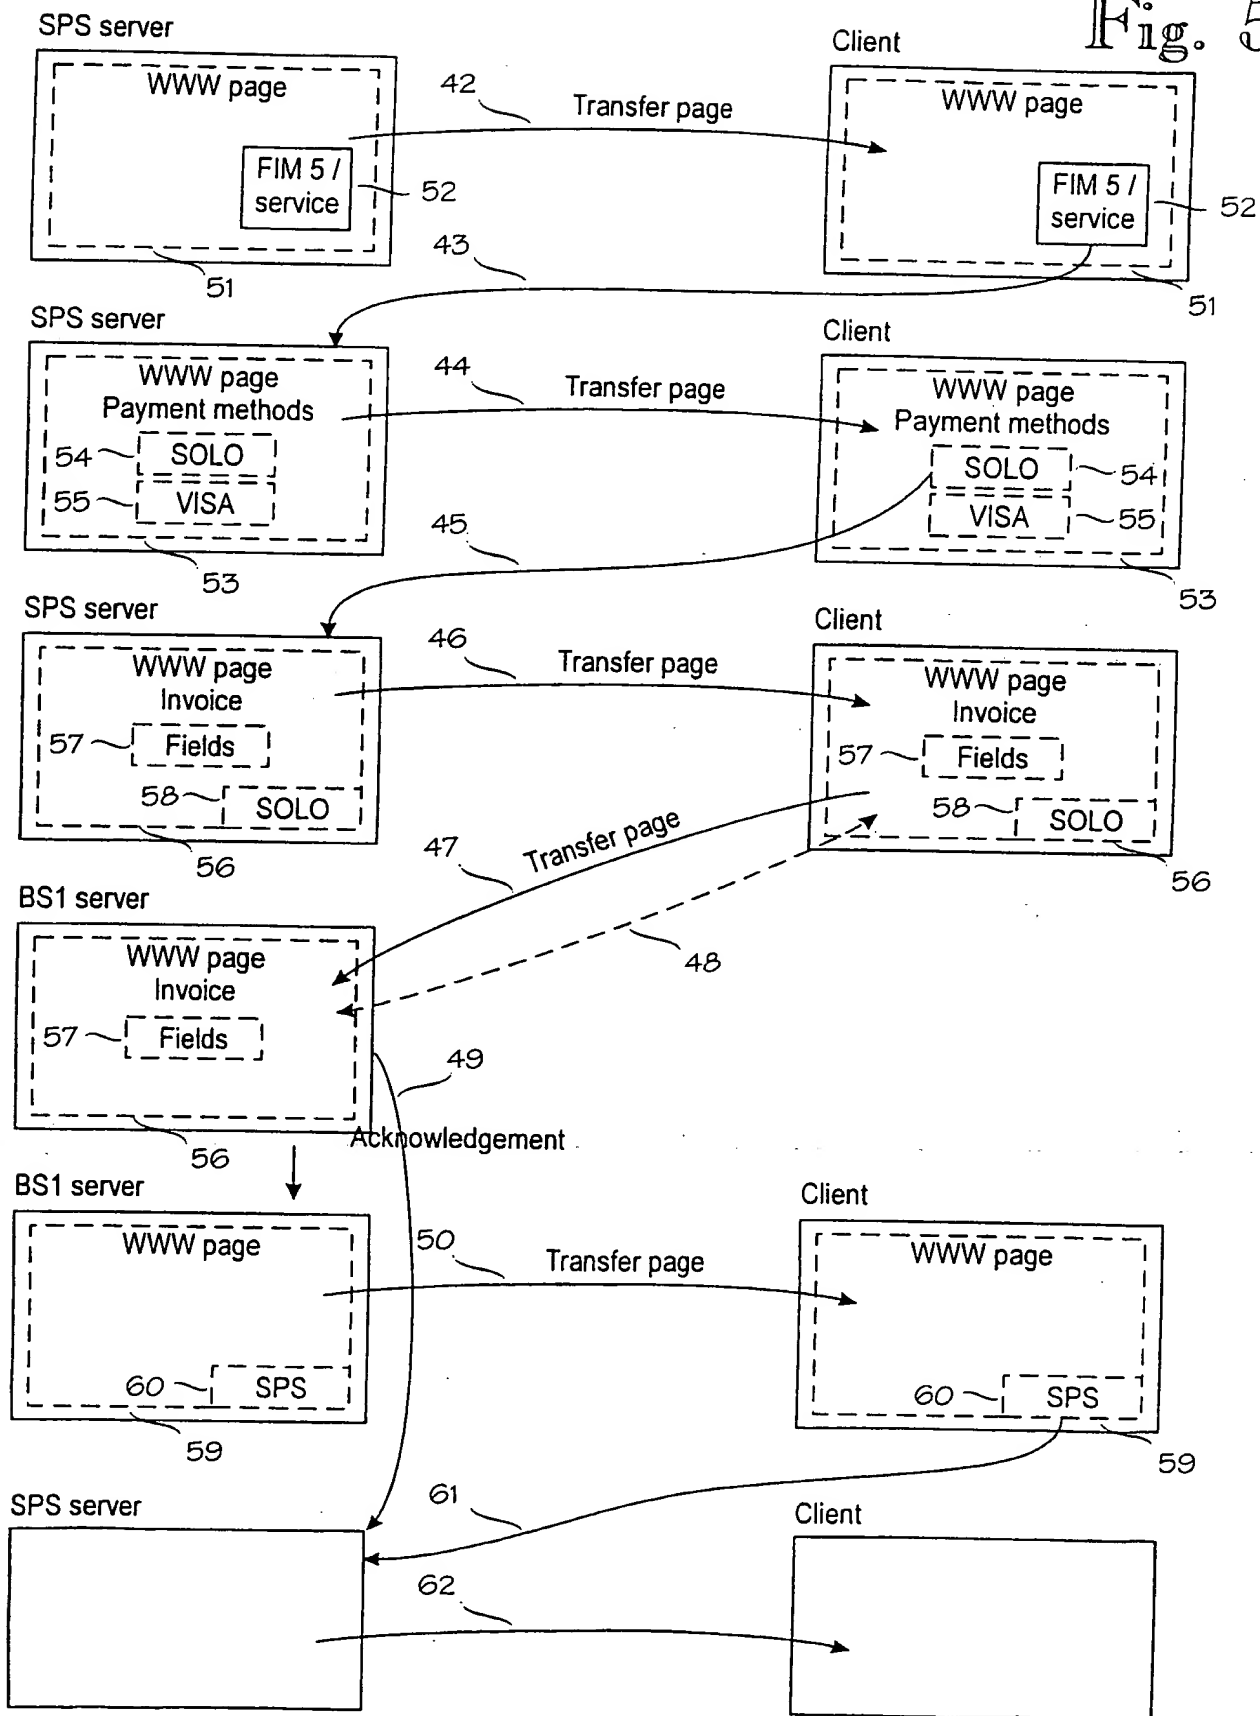 Fig. 5
SPS server
Client
WWW page
42
Transfer page
WWW page
FIM 5 /
service
52
FIM 5 /
service
52
51
43
51
SPS server
Client
WWW page
Payment methods
44
Transfer page
WWW page
Payment methods
54
SOLO
SOLO
54
55
VISA
VISA
55
45
53
53
SPS server
Client
WWW page
Invoice
46
Transfer page
WWW page
Invoice
57
Fields
57
Fields
58
SOLO
58
SOLO
56
47
Transfer page
56
BS1 server
48
WWW page
Invoice
57
Fields
49
56
Acknowledgement
BS1 server
Client
WWW page
50
Transfer page
WWW page
60
SPS
60
SPS
59
59
SPS server
61
Client
62